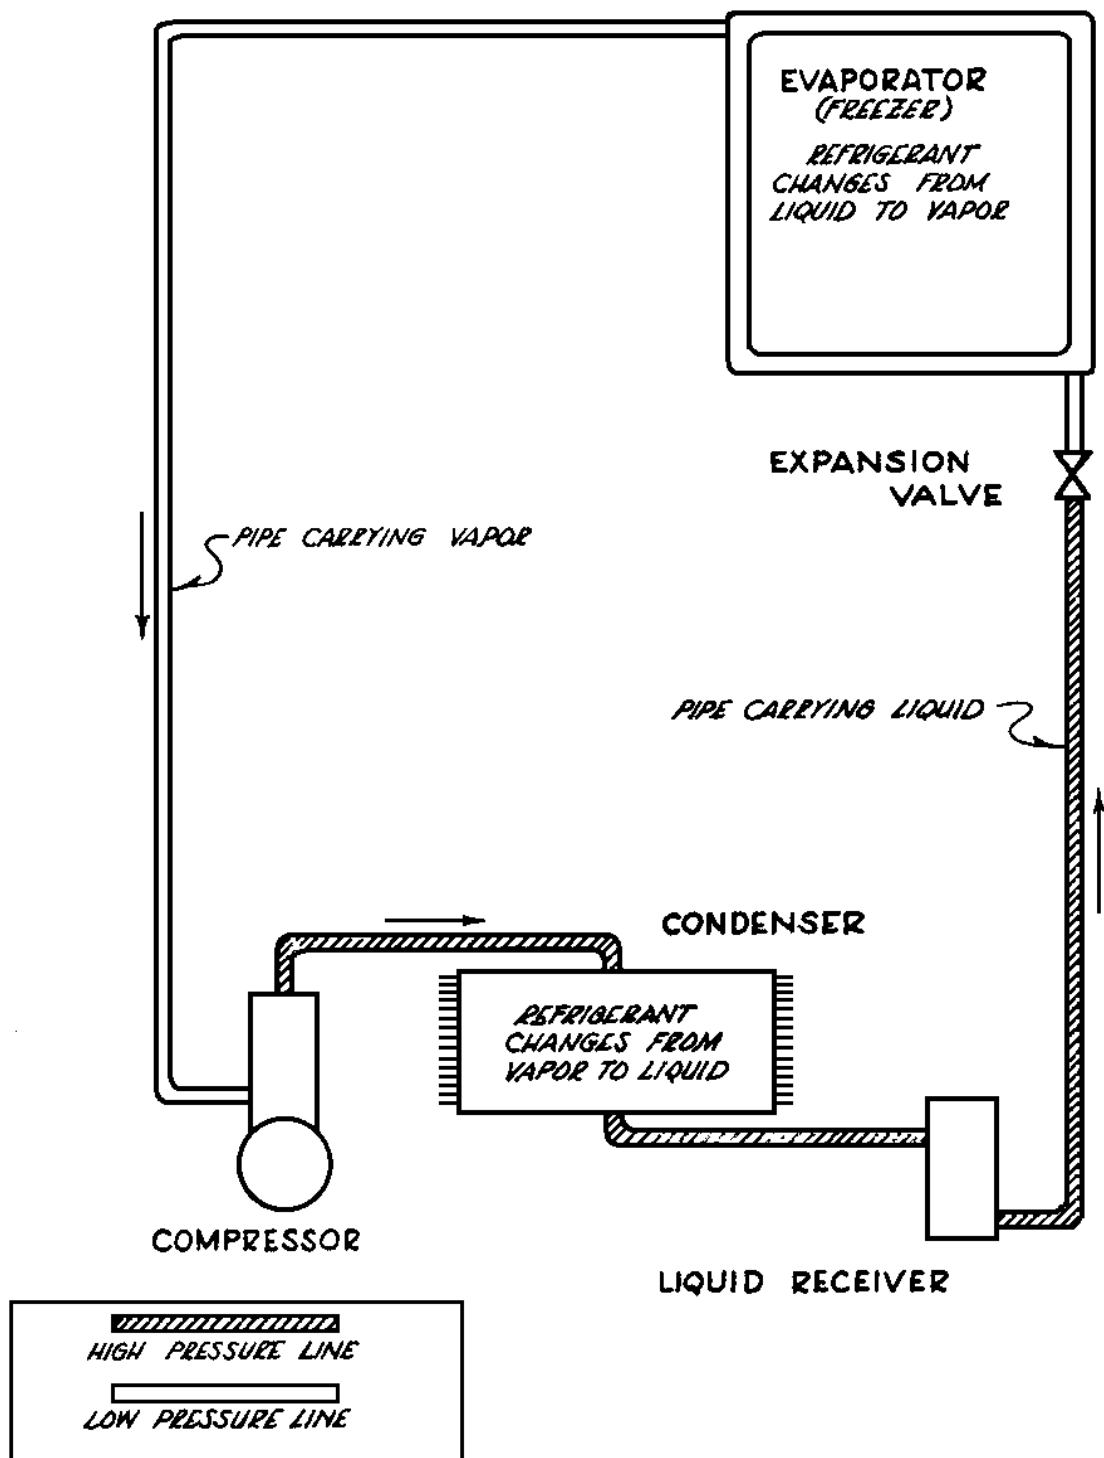 EVAPORATOR
(FREEZER)
REFRIGERANT
CHANGES FROM
LIQUID TO VAPOR
EXPANSION
VALVE
PIPE CARRYING VAPOR
PIPE CARRYING LIQUID
CONDENSER
REFRIGERANT
CHANGES FROM
VAPOR TO LIQUID
COMPRESSOR
LIQUID RECEIVER
HIGH PRESSURE LINE
LOW PRESSURE LINE